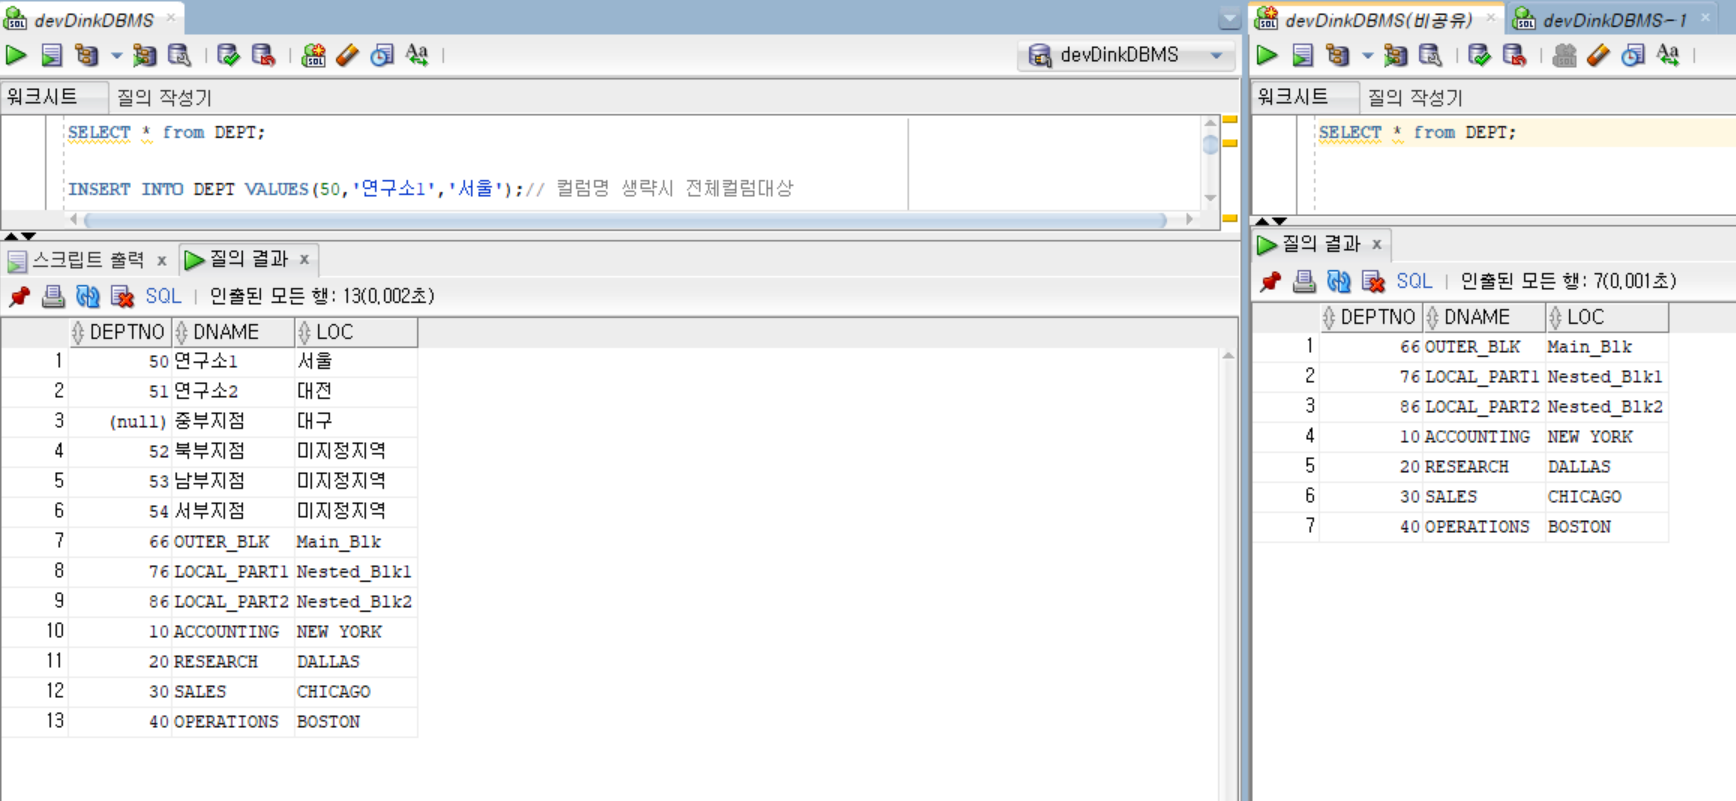 devDinkDBMS
devDinkDBMS
워크시트 질의 작성기
SELECT * from DEPT;
INSERT INTO DEPT VALUES(50,'연구소1','서울');// 컬럼명 생략시 전체컬럼대상
스크립트 출력 x 질의 결과 x
SQL | 인출된 모든 행: 13(0,002초)
DEPTNO DNAME LOC
1 50 연구소1 서울
2 51 연구소2 대전
3 (null) 중부지점 대구
4 52 북부지점 미지정지역
5 53 남부지점 미지정지역
6 54 서부지점 미지정지역
7 66 OUTER_BLK Main_Blk
8 76 LOCAL_PART1 Nested_Blk1
9 86 LOCAL_PART2 Nested_Blk2
10 10 ACCOUNTING NEW YORK
11 20 RESEARCH DALLAS
12 30 SALES CHICAGO
13 40 OPERATIONS BOSTON
devDinkDBMS(비공유) devDinkDBMS-1
워크시트 질의 작성기
SELECT * from DEPT;
질의 결과 x
SQL | 인출된 모든 행: 7(0,001초)
DEPTNO DNAME LOC
1 66 OUTER_BLK Main_Blk
2 76 LOCAL_PART1 Nested_Blk1
3 86 LOCAL_PART2 Nested_Blk2
4 10 ACCOUNTING NEW YORK
5 20 RESEARCH DALLAS
6 30 SALES CHICAGO
7 40 OPERATIONS BOSTON